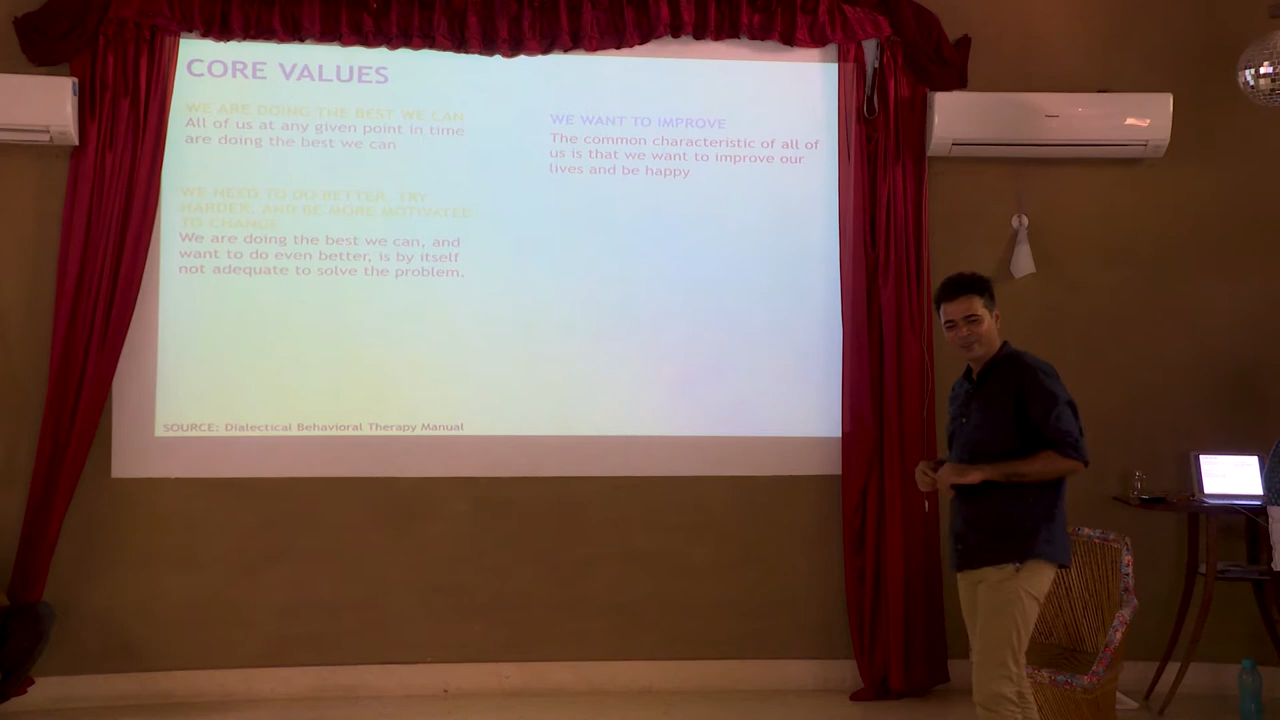 CORE VALUES
WE ARE DOING THE BEST WE CAN
All of us at any given point in time
are doing the best we can
WE NEED TO DO BETTER, TRY
HARDER, AND BE MORE MOTIVATED
TO CHANGE
We are doing the best we can, and
want to do even better, is by itself
not adequate to solve the problem.
WE WANT TO IMPROVE
The common characteristic of all of
us is that we want to improve our
lives and be happy
SOURCE: Dialectical Behavioral Therapy Manual